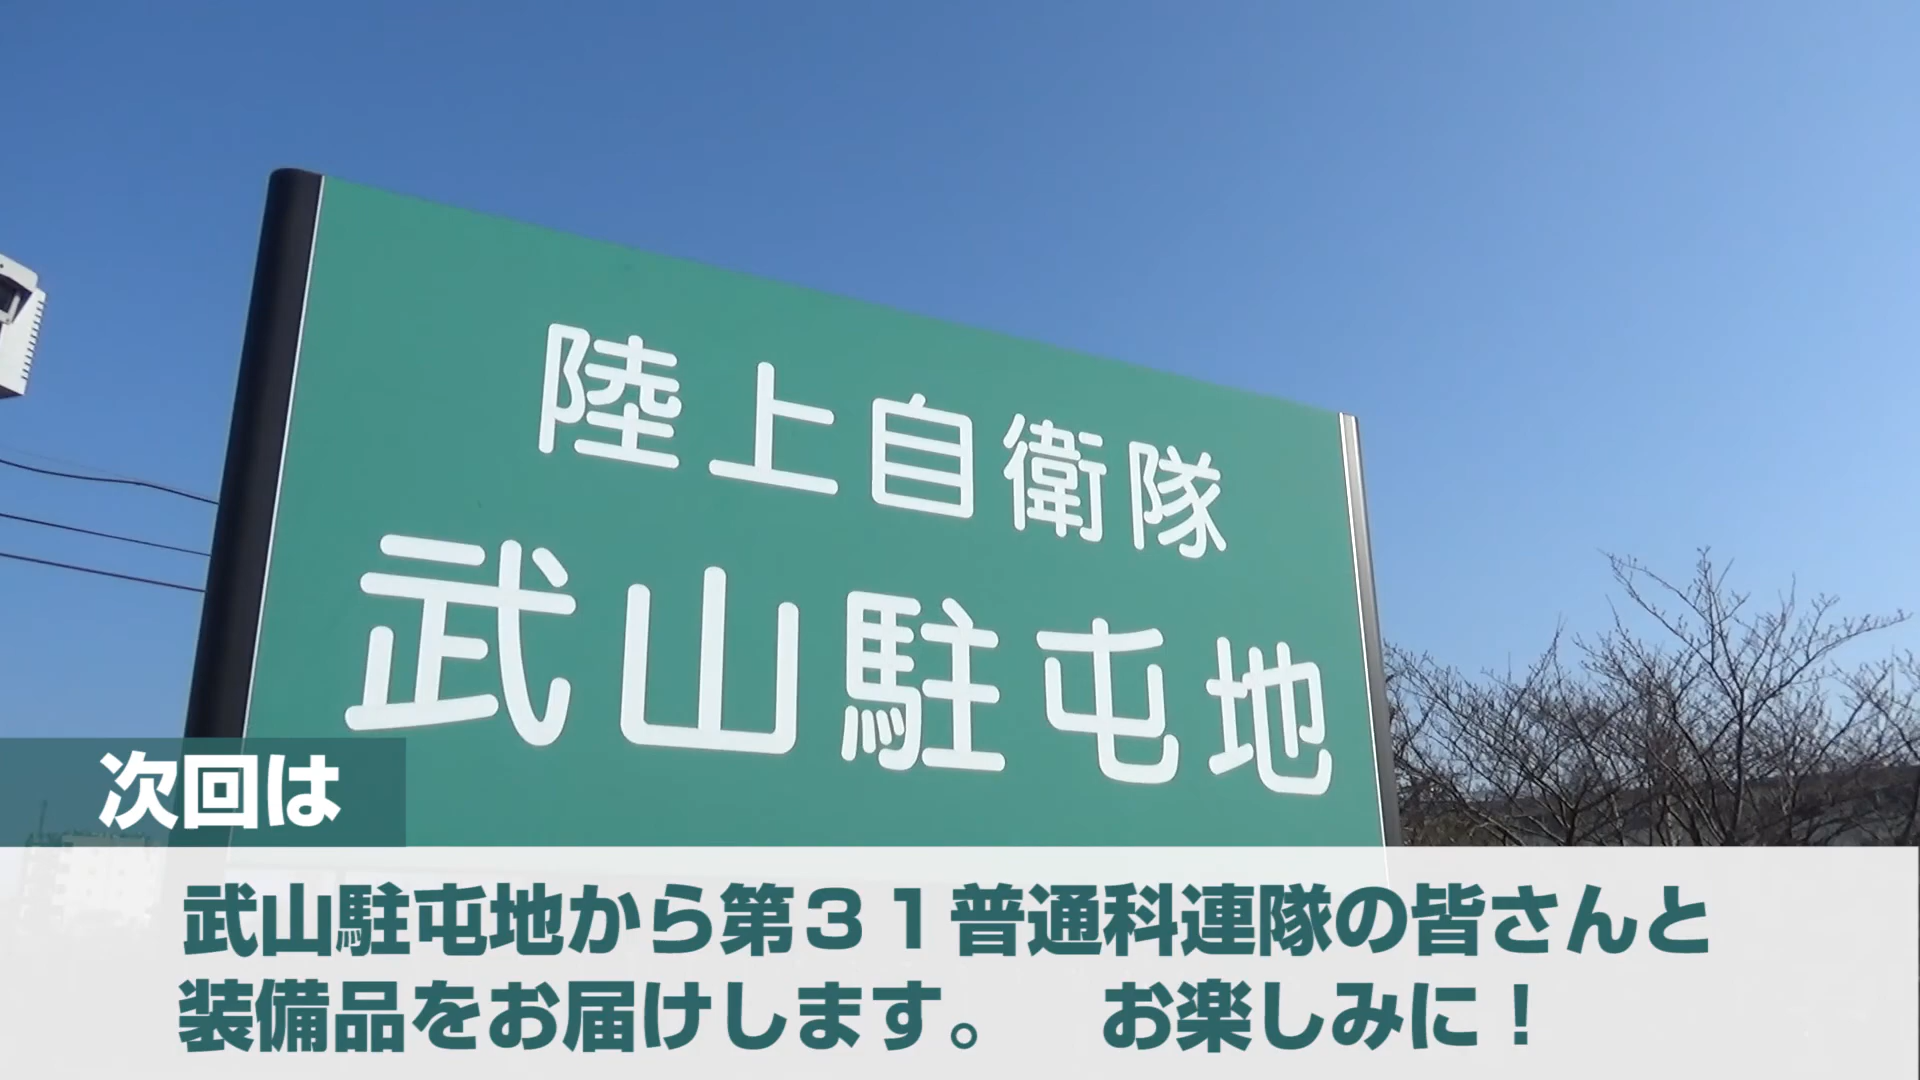 陸上自衛隊
武山駐屯地
次回は
武山駐屯地から第３１普通科連隊の皆さんと
装備品をお届けします。　お楽しみに！